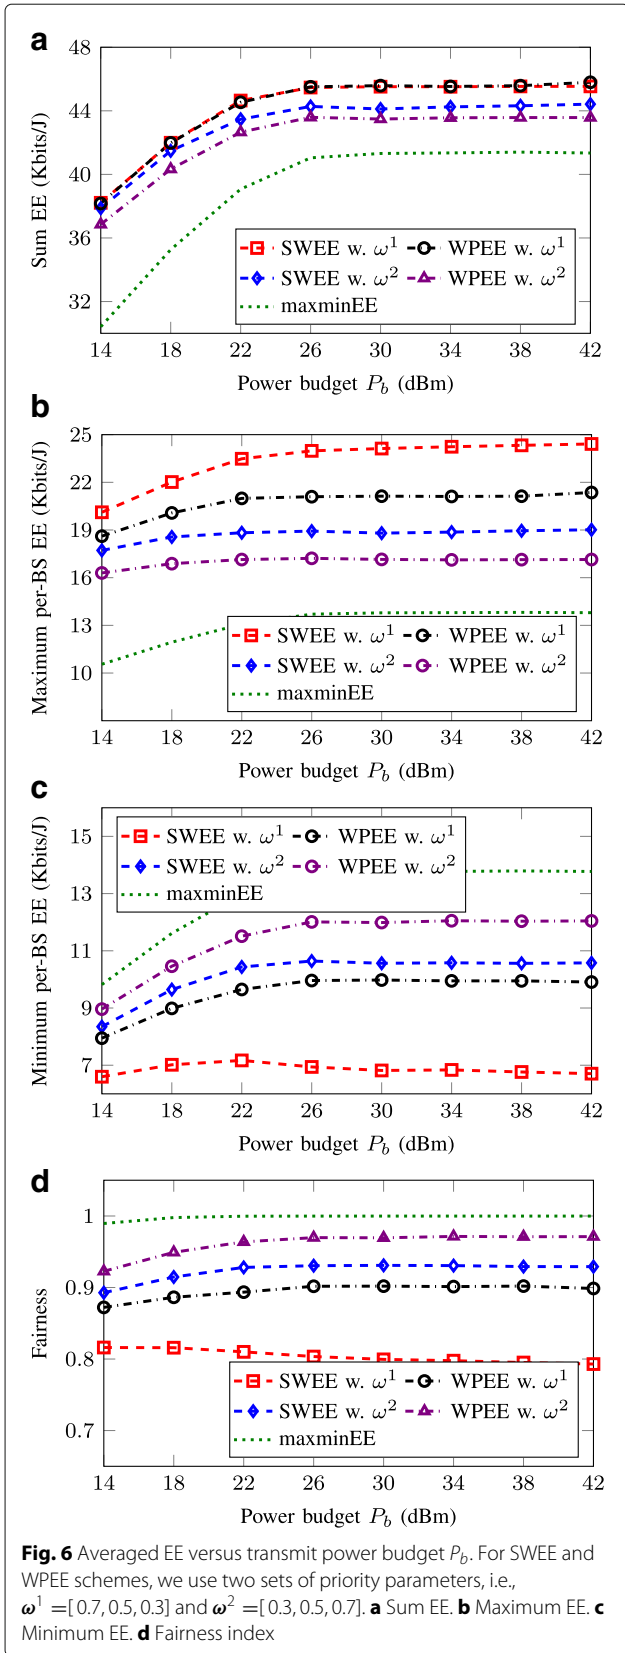 a
48
44
40
36
32
Sum EE (Kbits/J)
SWEE w. ω¹ WPEE w. ω¹
SWEE w. ω² WPEE w. ω²
maxminEE
14 18 22 26 30 34 38 42
Power budget P_b (dBm)
b
25
22
19
16
13
10
Maximum per-BS EE (Kbits/J)
SWEE w. ω¹ WPEE w. ω¹
SWEE w. ω² WPEE w. ω²
maxminEE
14 18 22 26 30 34 38 42
Power budget P_b (dBm)
c
15
13
11
9
7
Minimum per-BS EE (Kbits/J)
SWEE w. ω¹ WPEE w. ω¹
SWEE w. ω² WPEE w. ω²
maxminEE
14 18 22 26 30 34 38 42
Power budget P_b (dBm)
d
1
0.9
0.8
0.7
Fairness
SWEE w. ω¹ WPEE w. ω¹
SWEE w. ω² WPEE w. ω²
maxminEE
14 18 22 26 30 34 38 42
Power budget P_b (dBm)
Fig. 6 Averaged EE versus transmit power budget P_b. For SWEE and
WPEE schemes, we use two sets of priority parameters, i.e.,
ω¹ =[ 0.7, 0.5, 0.3] and ω² =[ 0.3, 0.5, 0.7]. a Sum EE. b Maximum EE. c
Minimum EE. d Fairness index